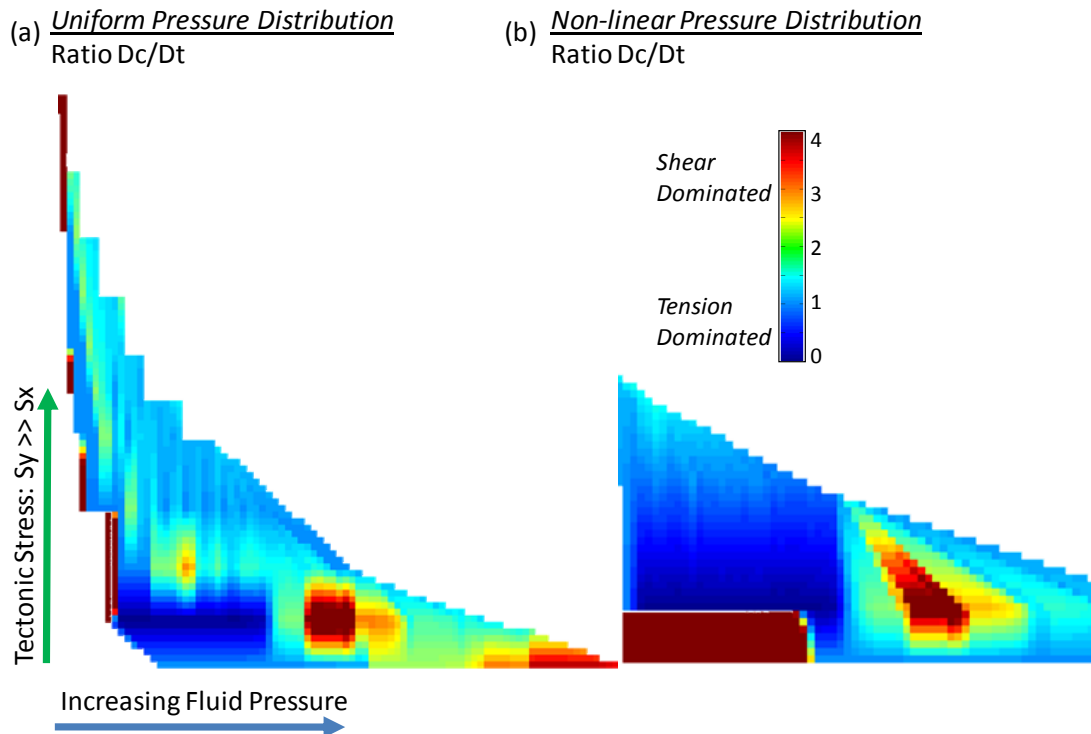 (a) Uniform Pressure Distribution
Ratio Dc/Dt
(b) Non-linear Pressure Distribution
Ratio Dc/Dt
Shear
Dominated
Tension
Dominated
4
3
2
1
0
Tectonic Stress: Sy >> Sx
Increasing Fluid Pressure